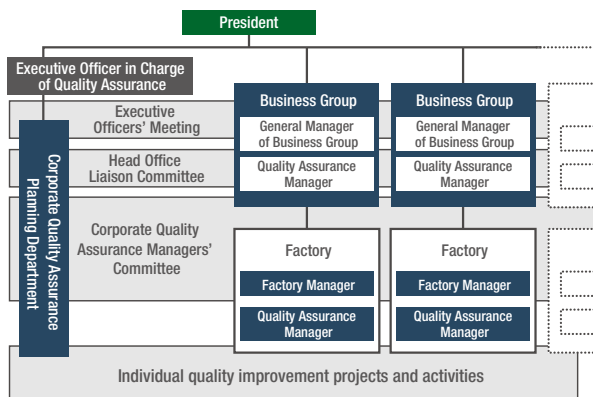 President
Executive Officer in Charge
of Quality Assurance
Executive
Officers' Meeting
Head Office
Liaison Committee
Corporate Quality
Assurance Managers'
Committee
Corporate Quality Assurance
Planning Department
Business Group
General Manager
of Business Group
Quality Assurance
Manager
Business Group
General Manager
of Business Group
Quality Assurance
Manager
Factory
Factory Manager
Quality Assurance
Manager
Factory
Factory Manager
Quality Assurance
Manager
Individual quality improvement projects and activities